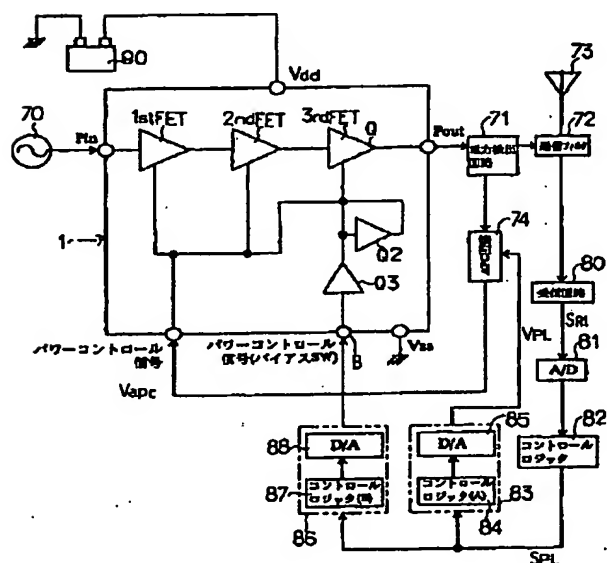 90
Vdd
73
70
Pin
1stFET
2ndFET
3rdFET
Q
Pout
71
電力検出
回路
72
送信フィルタ
Q2
74
1
Q3
80
受信回路
パワーコントロール
信号
パワーコントロール
信号(バイアスSW)
B
Vss
VPL
SRI
81
A/D
Vapc
82
コントロール
ロジック
88
D/A
85
D/A
87
コントロール
ロジック(B)
コントロール
ロジック(A)
83
86
84
SPL